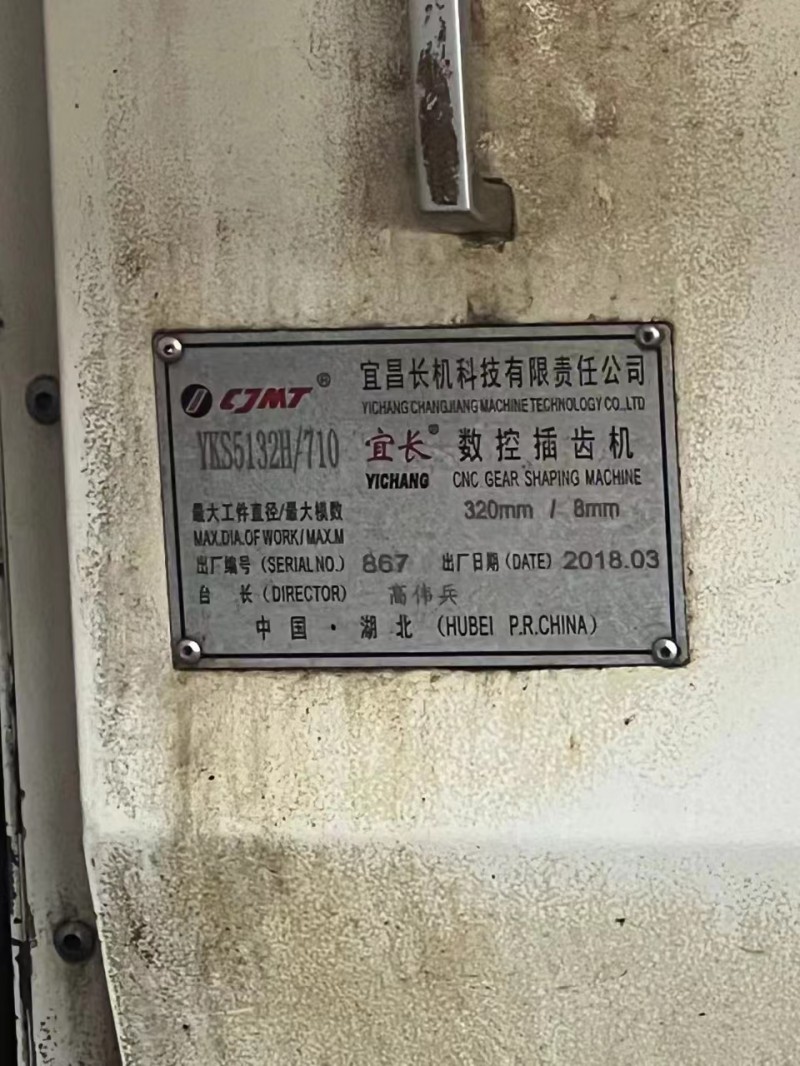 CJMT® 宜昌长机科技有限责任公司
YICHANG CHANGJIANG MACHINE TECHNOLOGY CO.,LTD
YKS5132H/710 宜长® 数控插齿机
YICHANG CNC GEAR SHAPING MACHINE
最大工件直径/最大模数 320mm / 8mm
MAX.DIA.OF WORK/MAX.M
出厂编号 (SERIAL NO.) 867 出厂日期 (DATE) 2018.03
台 长 (DIRECTOR) 高伟兵
中国·湖北 (HUBEI P.R.CHINA)